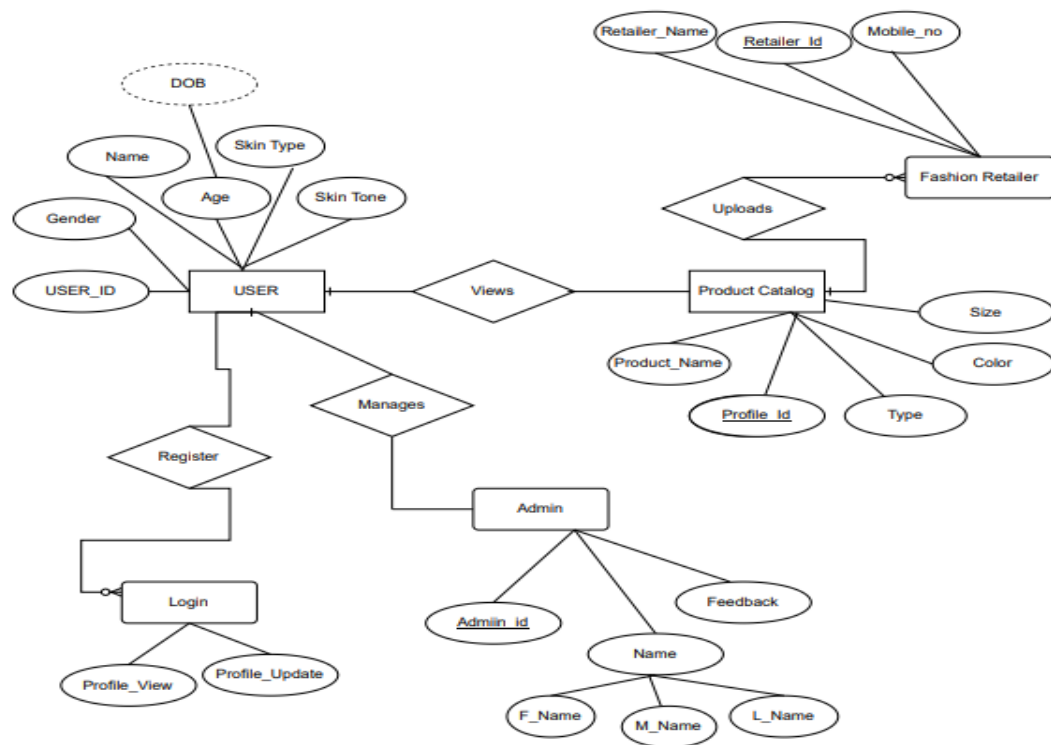 Retailer_Name
Retailer_Id
Mobile_no
DOB
Name
Skin Type
Fashion Retailer
Age
Skin Tone
Uploads
Gender
USER_ID
USER
Views
Product Catalog
Size
Product_Name
Color
Manages
Profile_Id
Type
Register
Admin
Login
Feedback
Admiin_id
Name
Profile_View
Profile_Update
F_Name
M_Name
L_Name